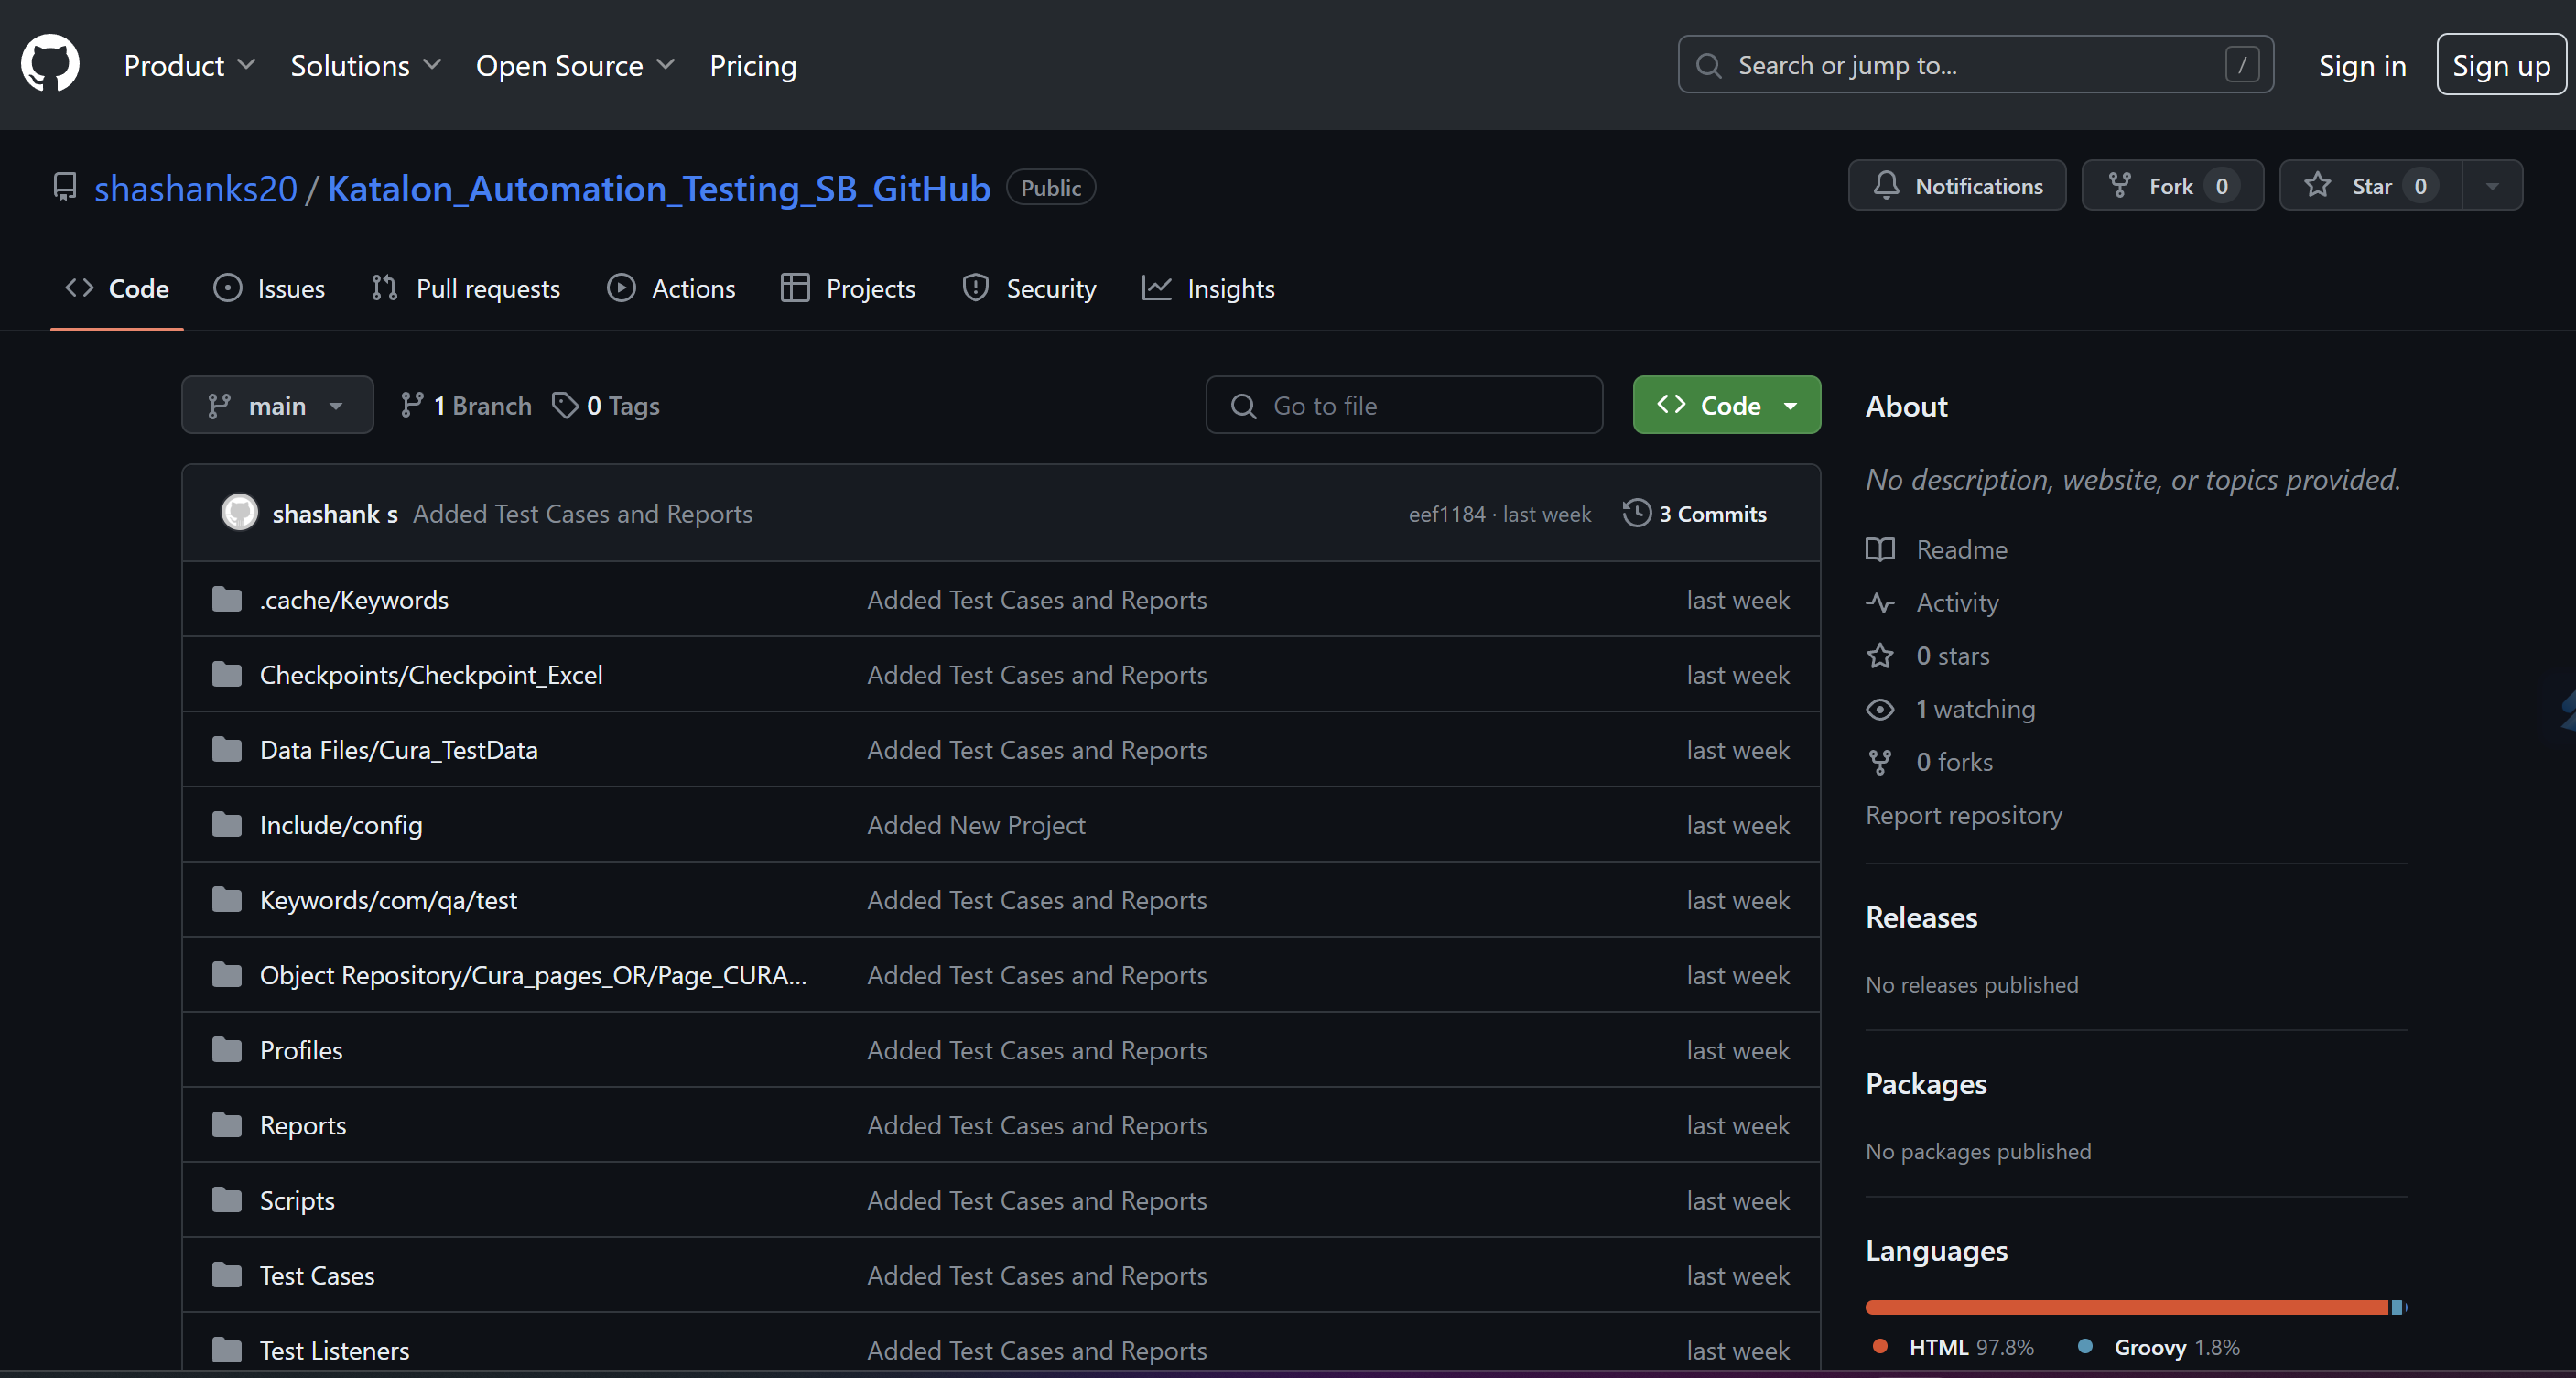 Product Solutions Open Source Pricing Search or jump to... / Sign in Sign up
shashanks20 / Katalon_Automation_Testing_SB_GitHub Public Notifications Fork 0 Star 0
Code Issues Pull requests Actions Projects Security Insights
main 1 Branch 0 Tags Go to file Code
shashank s Added Test Cases and Reports eef1184 · last week 3 Commits
.cache/Keywords Added Test Cases and Reports last week
Checkpoints/Checkpoint_Excel Added Test Cases and Reports last week
Data Files/Cura_TestData Added Test Cases and Reports last week
Include/config Added New Project last week
Keywords/com/qa/test Added Test Cases and Reports last week
Object Repository/Cura_pages_OR/Page_CURA... Added Test Cases and Reports last week
Profiles Added Test Cases and Reports last week
Reports Added Test Cases and Reports last week
Scripts Added Test Cases and Reports last week
Test Cases Added Test Cases and Reports last week
Test Listeners Added Test Cases and Reports last week
About
No description, website, or topics provided.
Readme
Activity
0 stars
1 watching
0 forks
Report repository
Releases
No releases published
Packages
No packages published
Languages
HTML 97.8% Groovy 1.8%